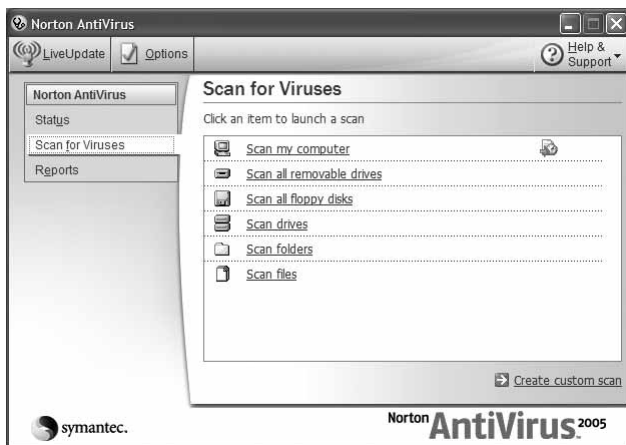 Norton AntiVirus
LiveUpdate
Options
Help & Support
Norton AntiVirus
Status
Scan for Viruses
Reports
Scan for Viruses
Click an item to launch a scan
Scan my computer
Scan all removable drives
Scan all floppy disks
Scan drives
Scan folders
Scan files
Create custom scan
symantec.
Norton AntiVirus 2005